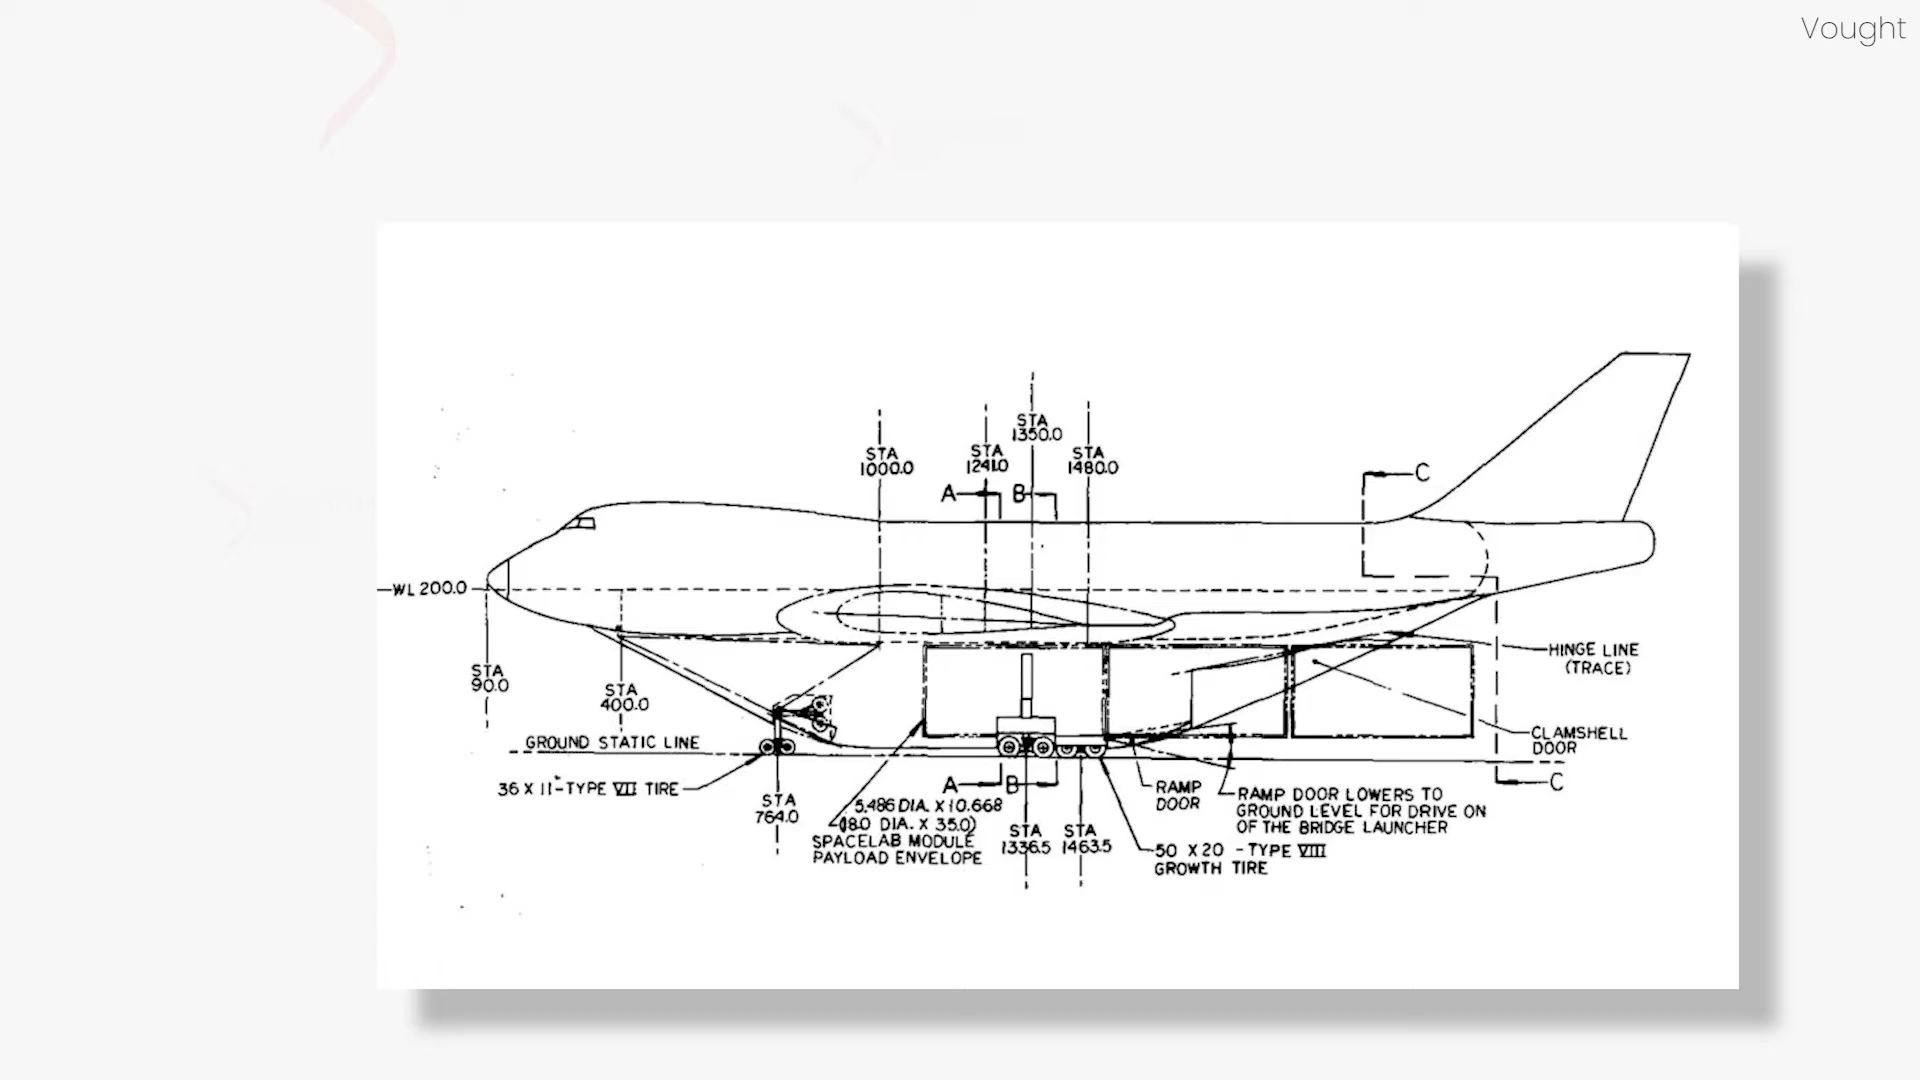 Vought
STA
1350.0
STA
1000.0
STA
1241.0
STA
1480.0
A
B
C
WL 200.0
STA
90.0
STA
400.0
HINGE LINE
(TRACE)
GROUND STATIC LINE
CLAMSHELL
DOOR
36 X 11-TYPE VII TIRE
STA
764.0
A
B
C
RAMP
DOOR
RAMP DOOR LOWERS TO
GROUND LEVEL FOR DRIVE ON
OF THE BRIDGE LAUNCHER
5.486 DIA. X 10.668
(18.0 DIA. X 35.0)
SPACELAB MODULE
PAYLOAD ENVELOPE
STA
1336.5
STA
1463.5
50 X 20 - TYPE VIII
GROWTH TIRE